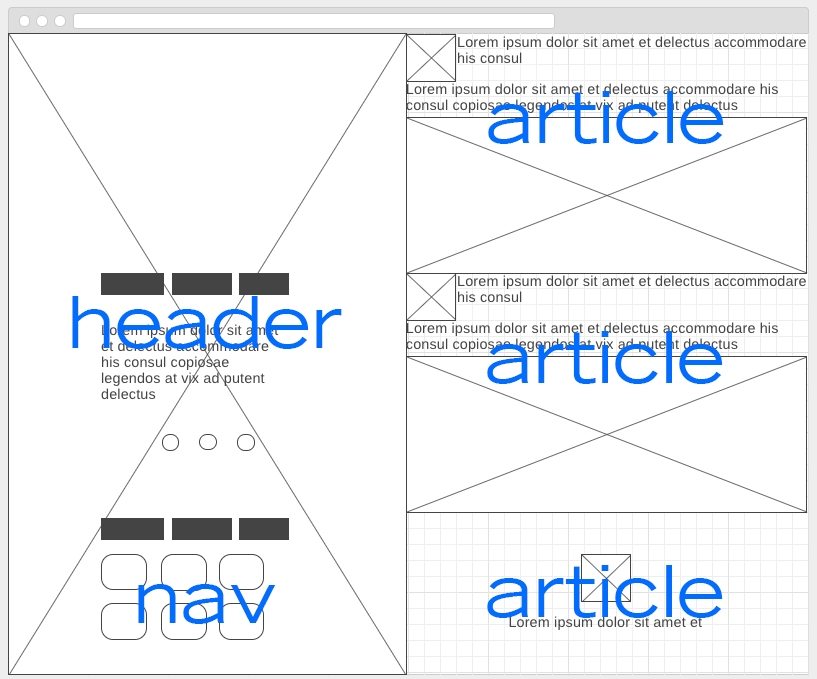 header
Lorem ipsum dolor sit amet
et delectus accommodare
his consul copiosae
legendos at vix ad putent
delectus
nav
Lorem ipsum dolor sit amet et delectus accommodare
his consul
Lorem ipsum dolor sit amet et delectus accommodare his
consul copiosae legendos at vix ad putent delectus
article
Lorem ipsum dolor sit amet et delectus accommodare
his consul
Lorem ipsum dolor sit amet et delectus accommodare his
consul copiosae legendos at vix ad putent delectus
article
article
Lorem ipsum dolor sit amet et